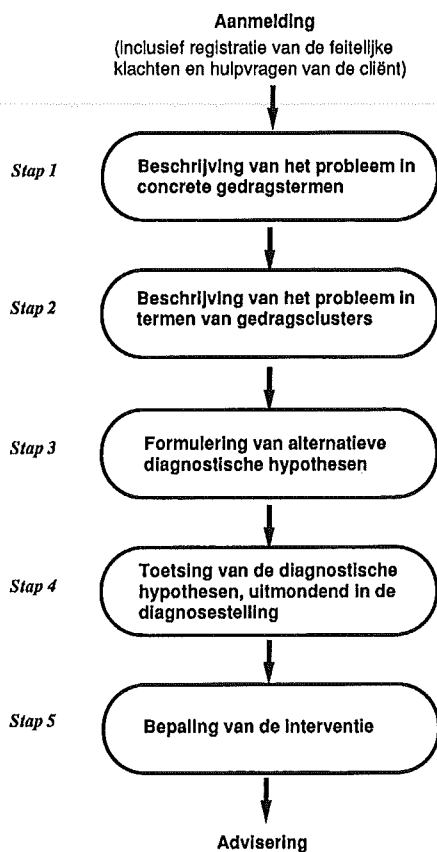 Aanmelding
(inclusief registratie van de feitelijke
klachten en hulpvragen van de cliënt)
Stap 1
Beschrijving van het probleem in
concrete gedragstermen
Stap 2
Beschrijving van het probleem in
termen van gedragsclusters
Stap 3
Formulering van alternatieve
diagnostische hypothesen
Stap 4
Toetsing van de diagnostische
hypothesen, uitmondend in de
diagnosestelling
Stap 5
Bepaling van de interventie
Advisering